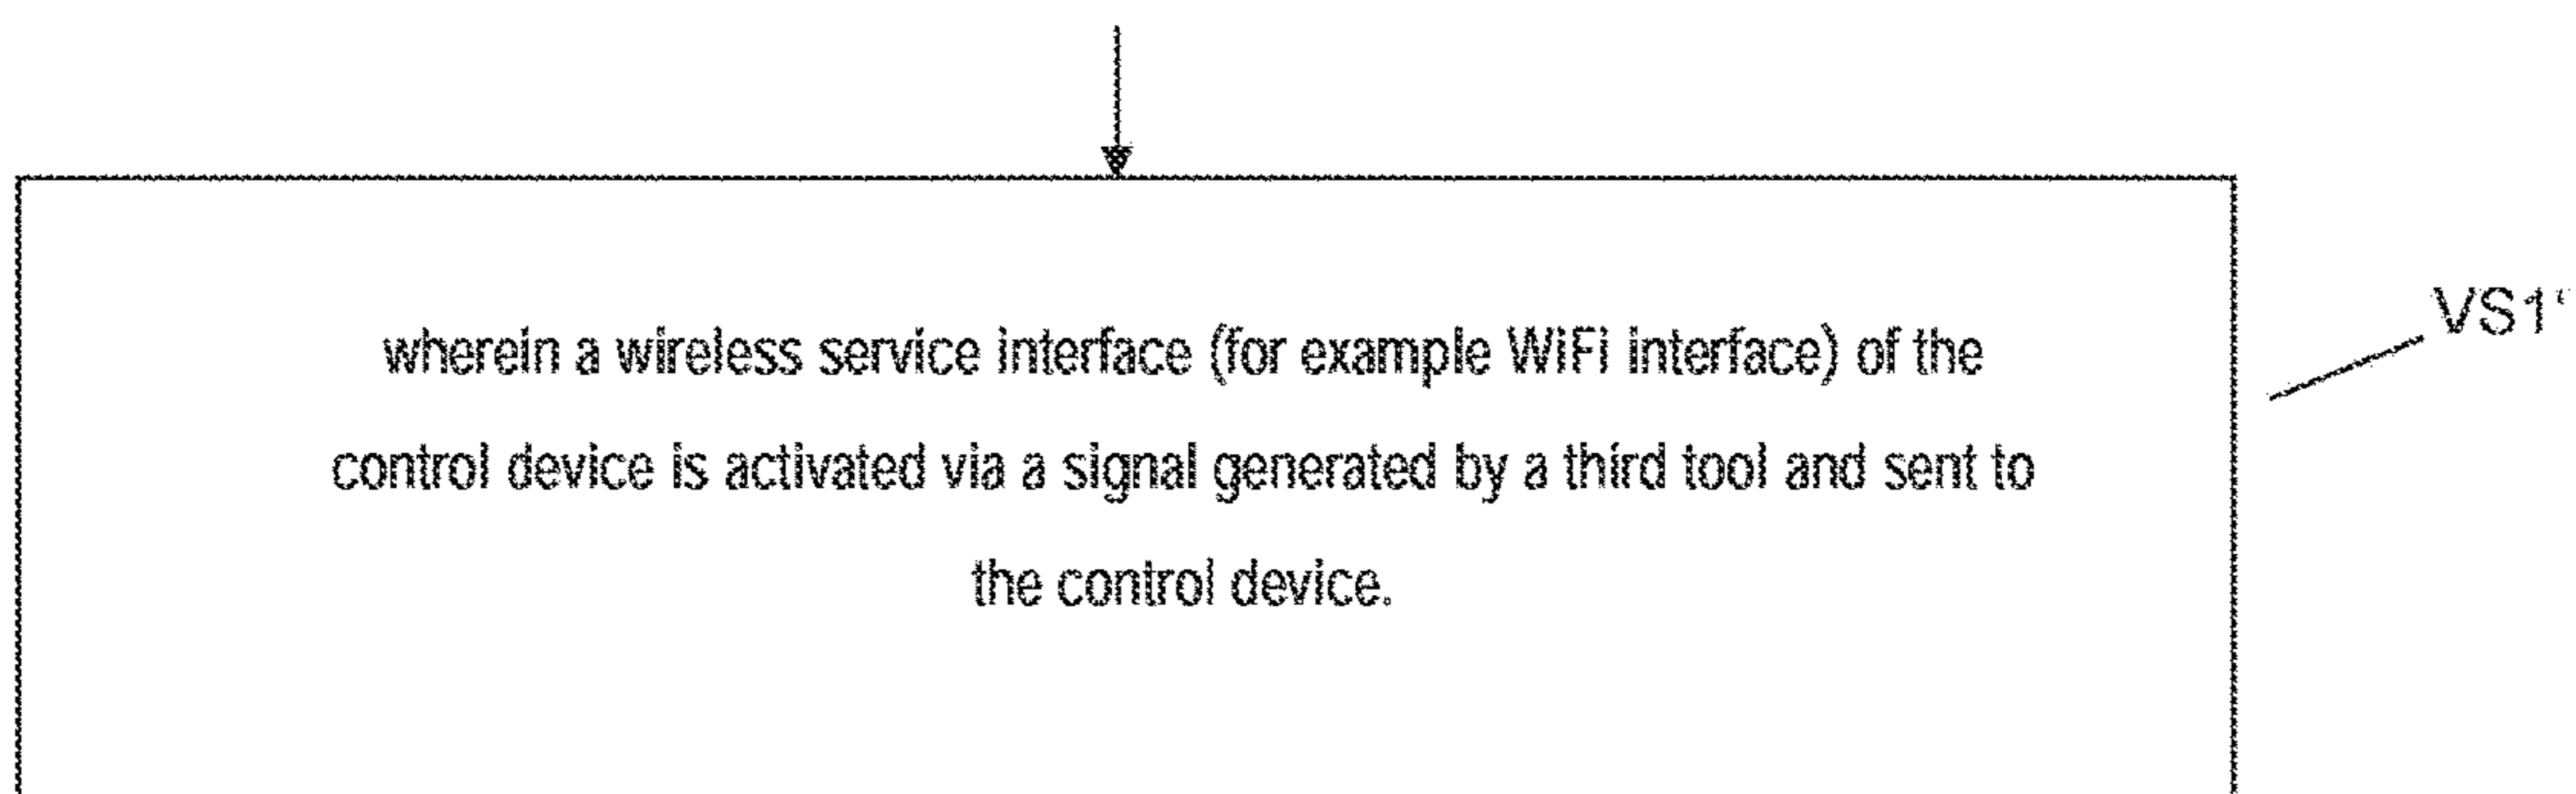 wherein a wireless service interface (for example WiFi interface) of the
control device is activated via a signal generated by a third tool and sent to
the control device.
VS1'